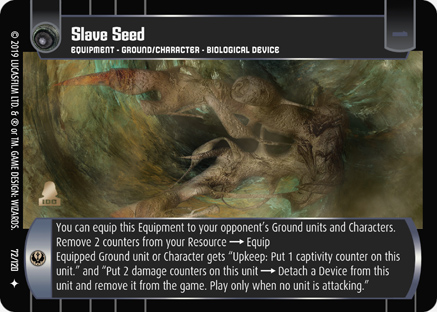 Slave Seed
EQUIPMENT - GROUND/CHARACTER - BIOLOGICAL DEVICE
© 2019 LUCASFILM LTD. & ® or TM. GAME DESIGN: WIZARDS.
72/120
You can equip this Equipment to your opponent's Ground units and Characters.
Remove 2 counters from your Resource → Equip
Equipped Ground unit or Character gets "Upkeep: Put 1 captivity counter on this
unit." and "Put 2 damage counters on this unit → Detach a Device from this
unit and remove it from the game. Play only when no unit is attacking."